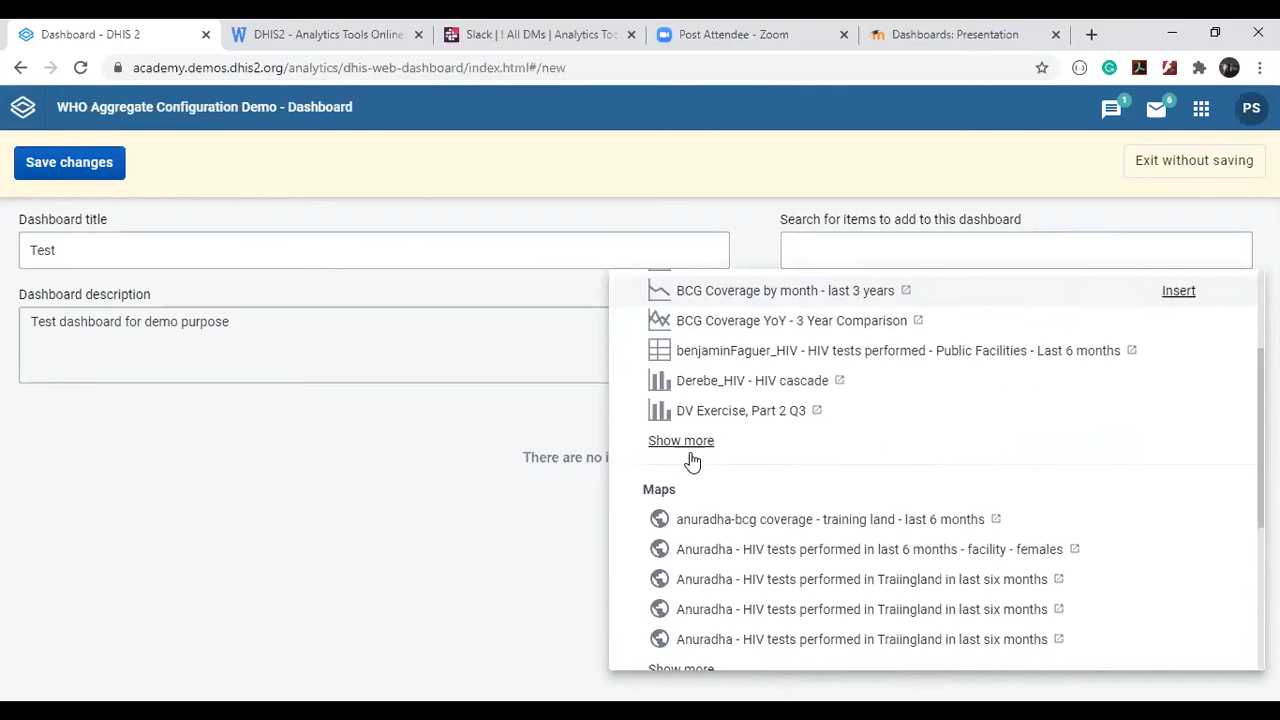 Dashboard - DHIS 2
DHIS2 - Analytics Tools Online
Slack | ! All DMs | Analytics Too
Post Attendee - Zoom
Dashboards: Presentation
academy.demos.dhis2.org/analytics/dhis-web-dashboard/index.html#/new
WHO Aggregate Configuration Demo - Dashboard
1
6
PS
Save changes
Exit without saving
Dashboard title
Search for items to add to this dashboard
Test
Dashboard description
Test dashboard for demo purpose
BCG Coverage by month - last 3 years
Insert
BCG Coverage YoY - 3 Year Comparison
benjaminFaguer_HIV - HIV tests performed - Public Facilities - Last 6 months
Derebe_HIV - HIV cascade
DV Exercise, Part 2 Q3
Show more
There are no i
Maps
anuradha-bcg coverage - training land - last 6 months
Anuradha - HIV tests performed in last 6 months - facility - females
Anuradha - HIV tests performed in Traiingland in last six months
Anuradha - HIV tests performed in Traiingland in last six months
Anuradha - HIV tests performed in Traiingland in last six months
Show more